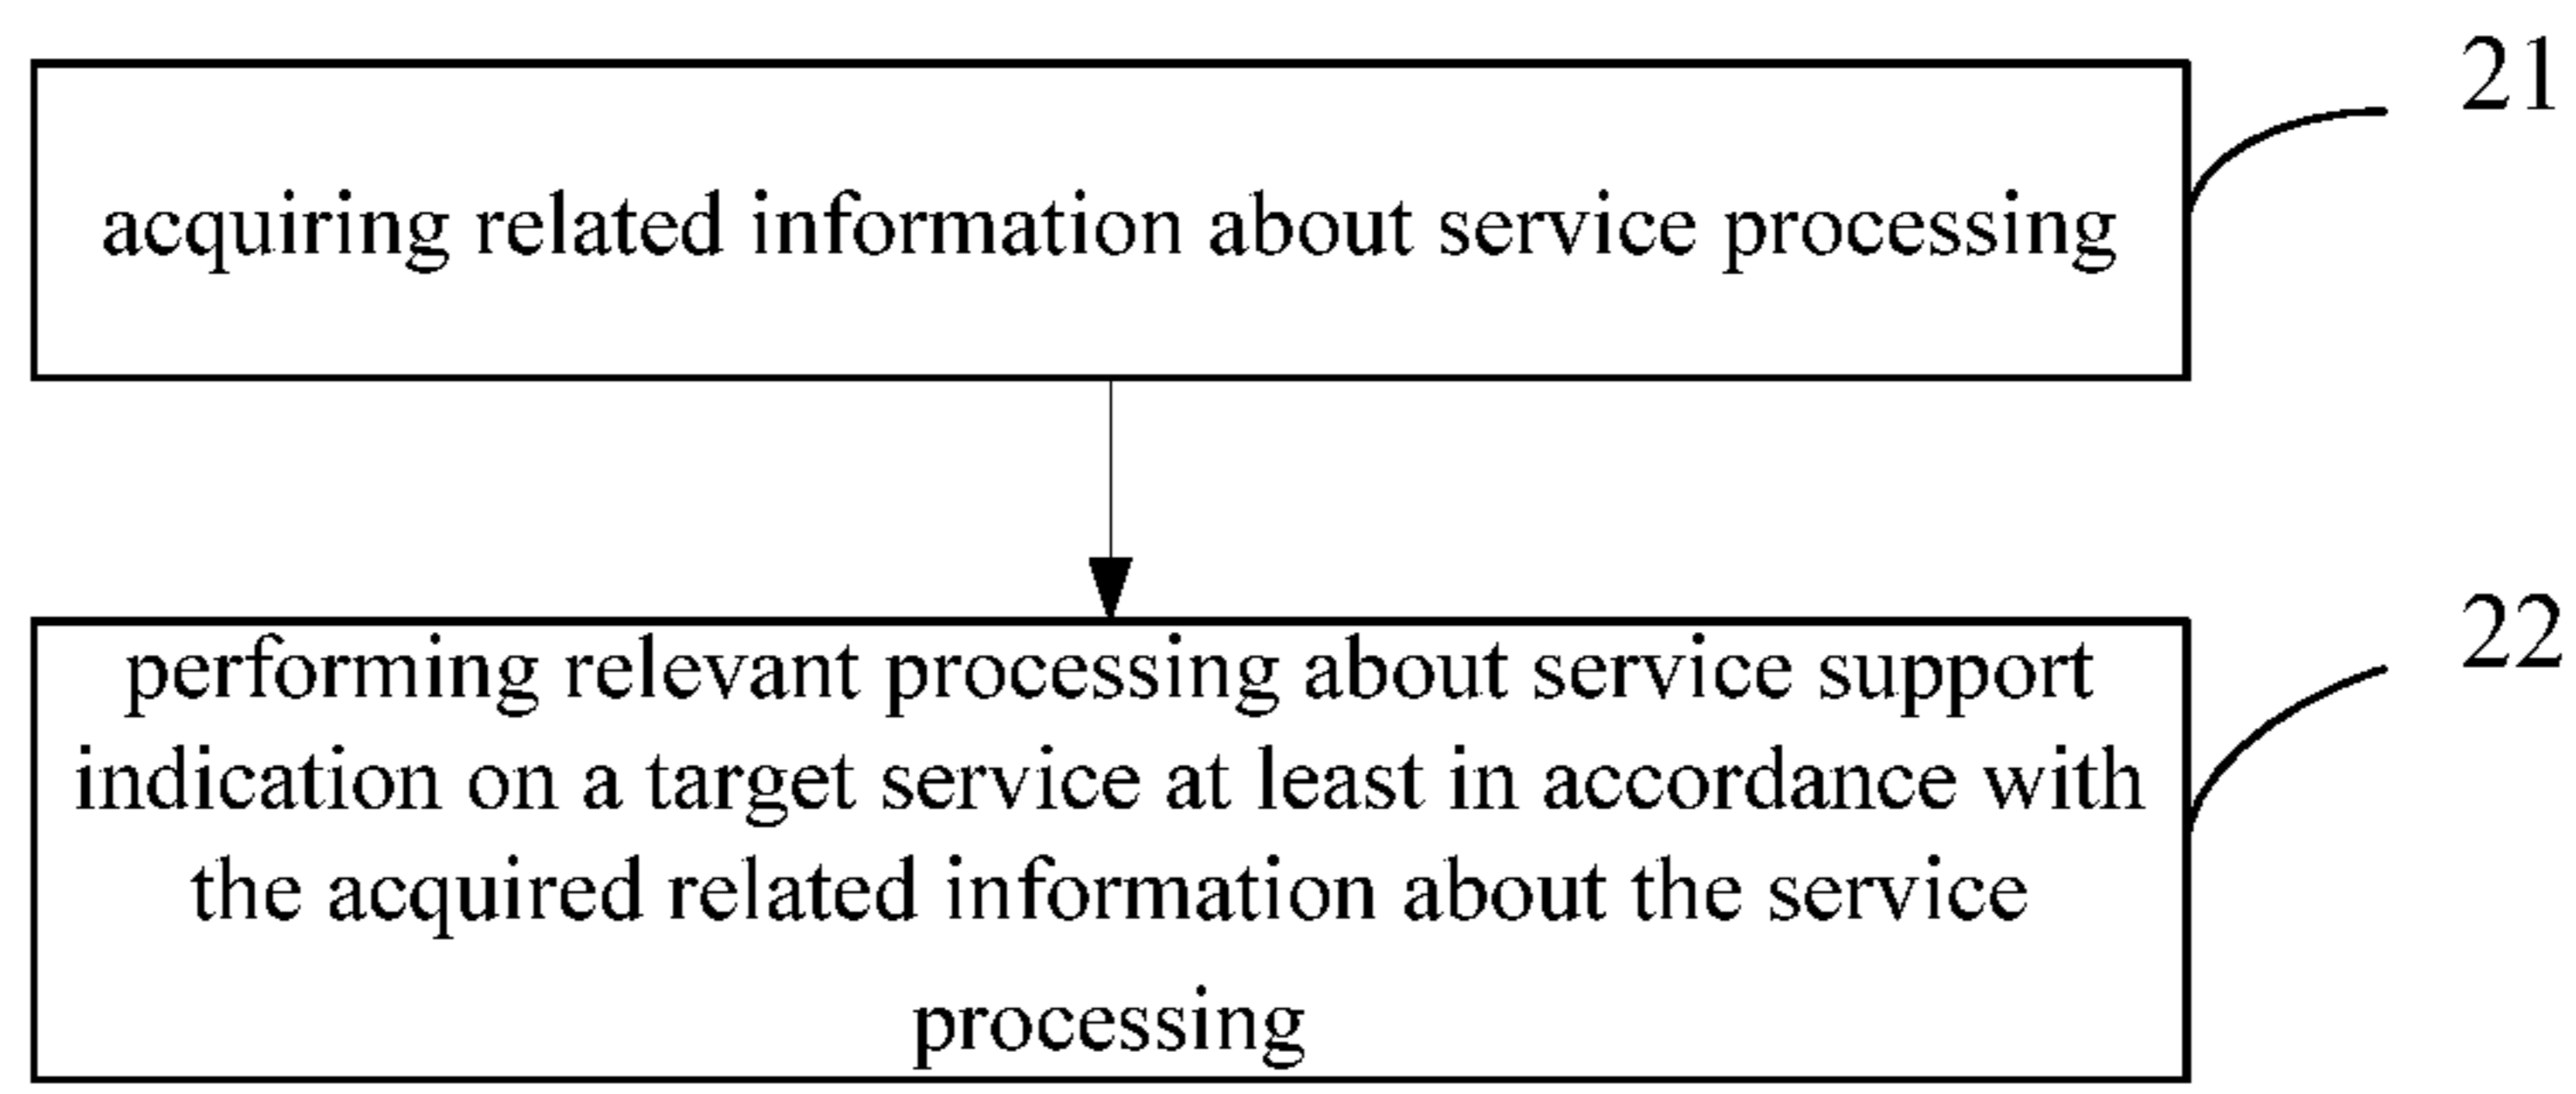 21
acquiring related information about service processing
22
performing relevant processing about service support
indication on a target service at least in accordance with
the acquired related information about the service
processing